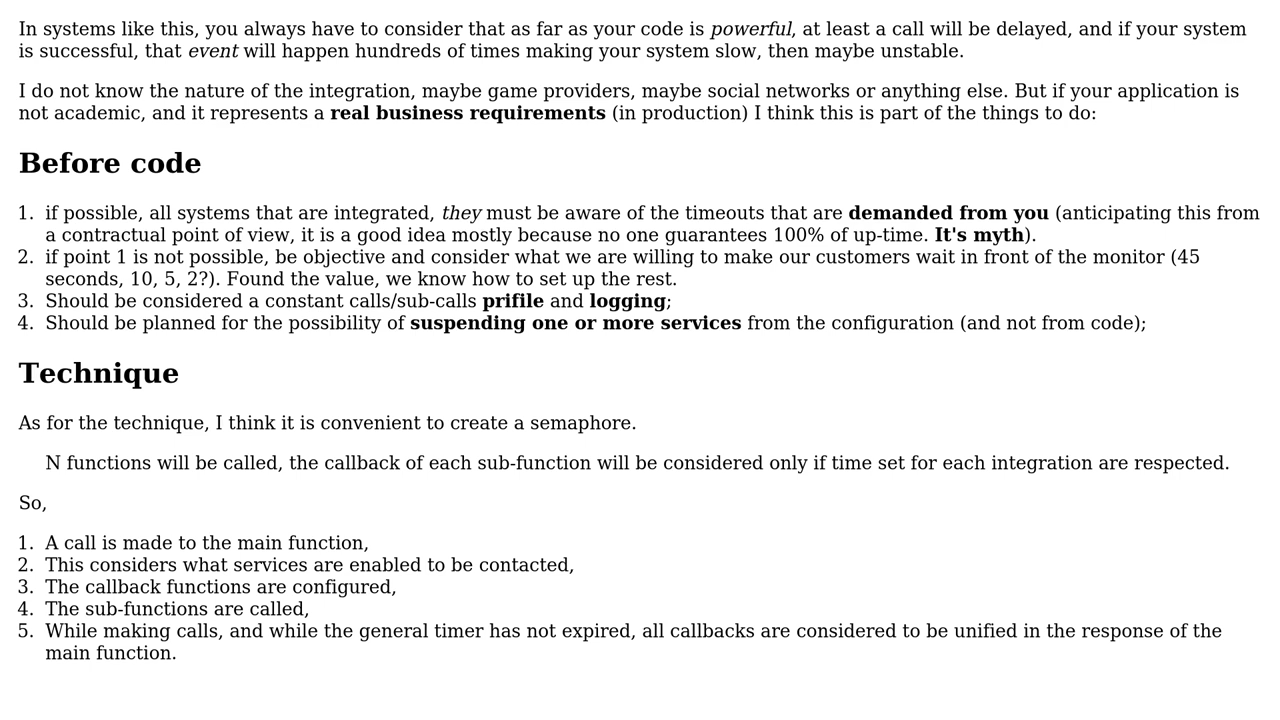 In systems like this, you always have to consider that as far as your code is powerful, at least a call will be delayed, and if your system
is successful, that event will happen hundreds of times making your system slow, then maybe unstable.
I do not know the nature of the integration, maybe game providers, maybe social networks or anything else. But if your application is
not academic, and it represents a real business requirements (in production) I think this is part of the things to do:
Before code
1. if possible, all systems that are integrated, they must be aware of the timeouts that are demanded from you (anticipating this from
a contractual point of view, it is a good idea mostly because no one guarantees 100% of up-time. It's myth).
2. if point 1 is not possible, be objective and consider what we are willing to make our customers wait in front of the monitor (45
seconds, 10, 5, 2?). Found the value, we know how to set up the rest.
3. Should be considered a constant calls/sub-calls prifile and logging;
4. Should be planned for the possibility of suspending one or more services from the configuration (and not from code);
Technique
As for the technique, I think it is convenient to create a semaphore.
N functions will be called, the callback of each sub-function will be considered only if time set for each integration are respected.
So,
1. A call is made to the main function,
2. This considers what services are enabled to be contacted,
3. The callback functions are configured,
4. The sub-functions are called,
5. While making calls, and while the general timer has not expired, all callbacks are considered to be unified in the response of the
main function.